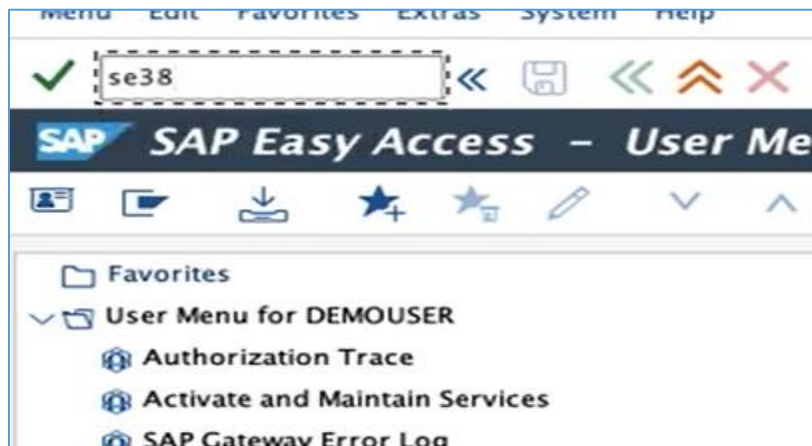 Menu Edit Favorites Extras System Help
se38
SAP SAP Easy Access - User Me
Favorites
User Menu for DEMOUSER
Authorization Trace
Activate and Maintain Services
SAP Gateway Error Log